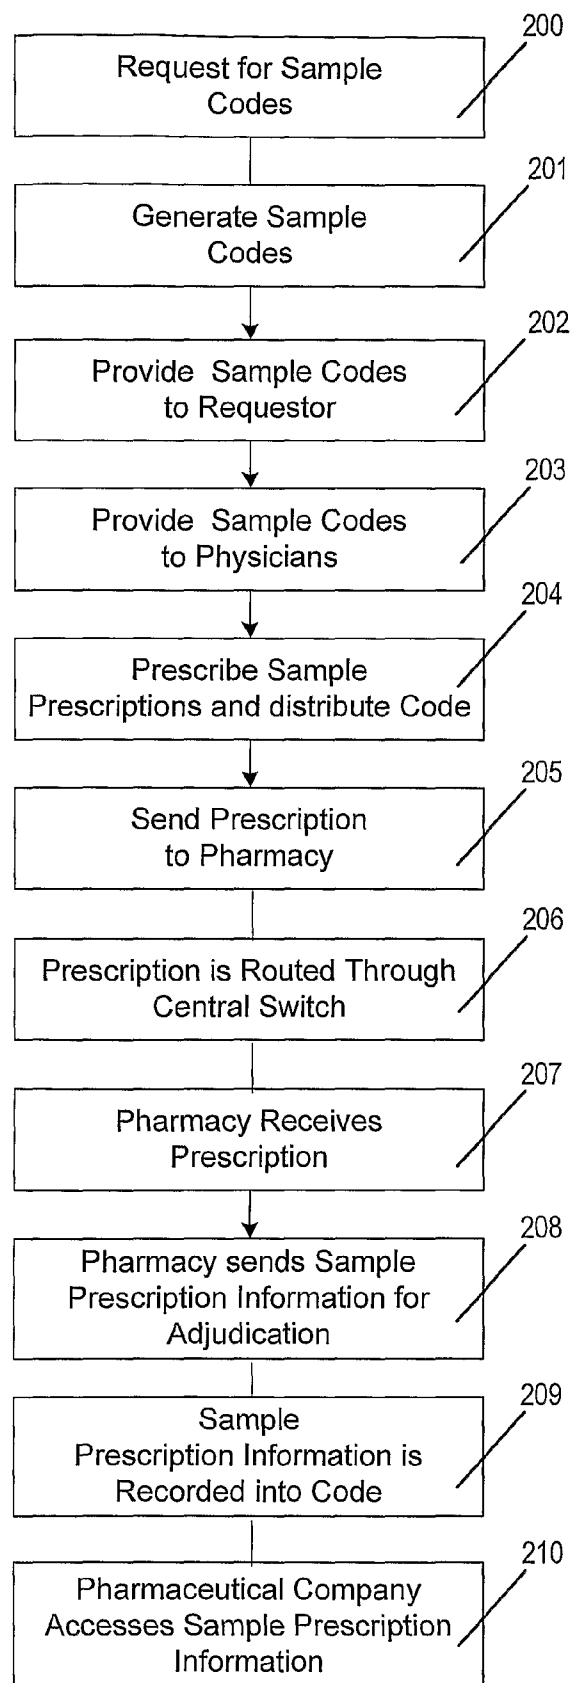 200
Request for Sample
Codes
201
Generate Sample
Codes
202
Provide Sample Codes
to Requestor
203
Provide Sample Codes
to Physicians
204
Prescribe Sample
Prescriptions and distribute Code
205
Send Prescription
to Pharmacy
206
Prescription is Routed Through
Central Switch
207
Pharmacy Receives
Prescription
208
Pharmacy sends Sample
Prescription Information for
Adjudication
209
Sample
Prescription Information is
Recorded into Code
210
Pharmaceutical Company
Accesses Sample Prescription
Information